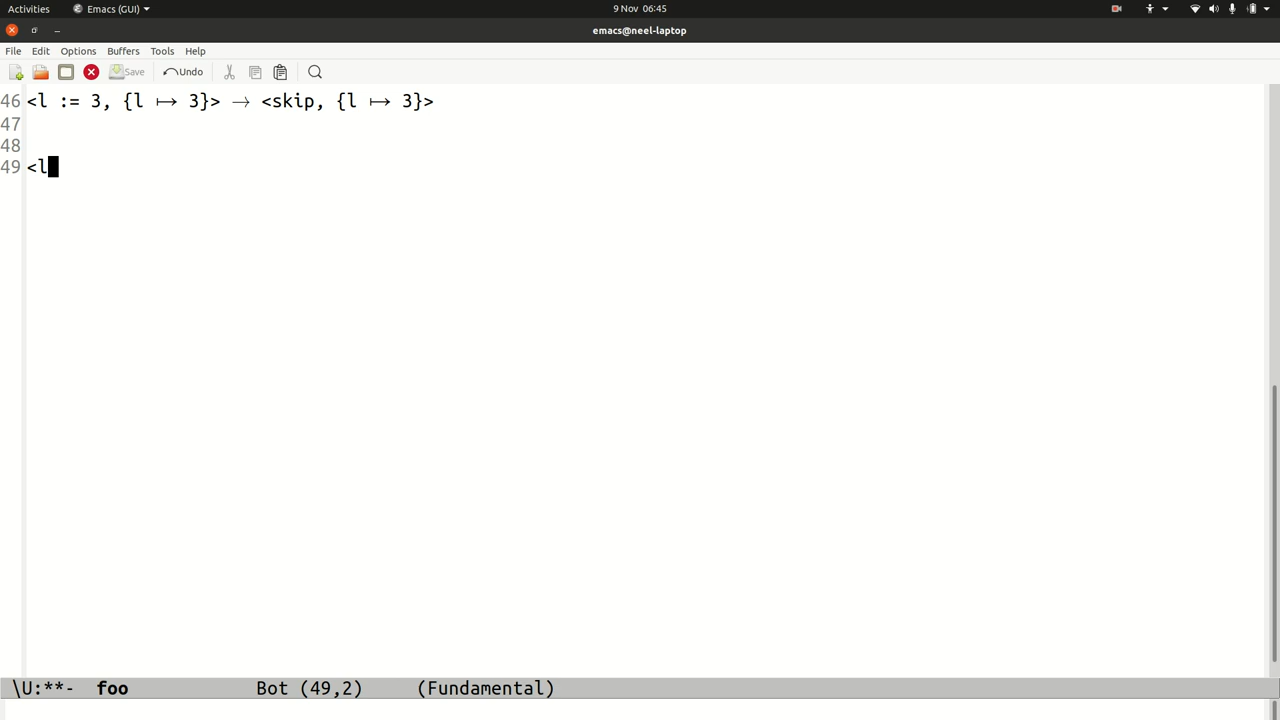 Activities Emacs (GUI) 9 Nov 06:45
emacs@neel-laptop
File Edit Options Buffers Tools Help
Save Undo
46 <l := 3, {l ↦ 3}> → <skip, {l ↦ 3}>
47
48
49 <l
\U:**- foo Bot (49,2) (Fundamental)